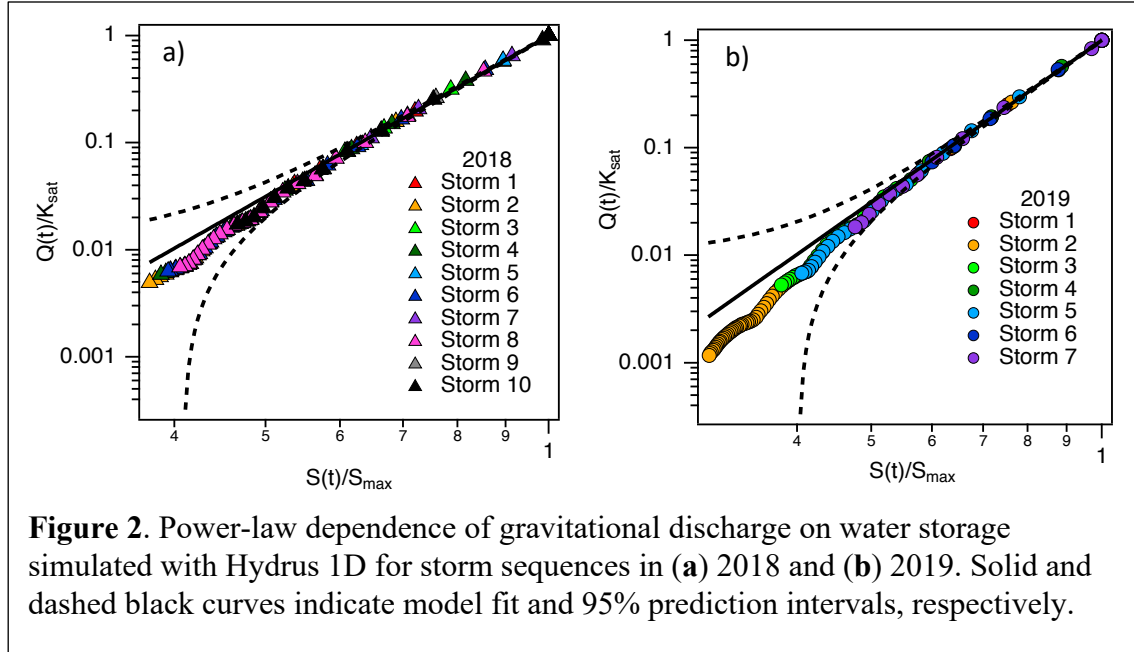 a)
Q(t)/Ksat
1
0.1
0.01
0.001
2018
Storm 1
Storm 2
Storm 3
Storm 4
Storm 5
Storm 6
Storm 7
Storm 8
Storm 9
Storm 10
4 5 6 7 8 9 1
S(t)/Smax
b)
Q(t)/Ksat
1
0.1
0.01
0.001
2019
Storm 1
Storm 2
Storm 3
Storm 4
Storm 5
Storm 6
Storm 7
4 5 6 7 8 9 1
S(t)/Smax
Figure 2. Power-law dependence of gravitational discharge on water storage
simulated with Hydrus 1D for storm sequences in (a) 2018 and (b) 2019. Solid and
dashed black curves indicate model fit and 95% prediction intervals, respectively.